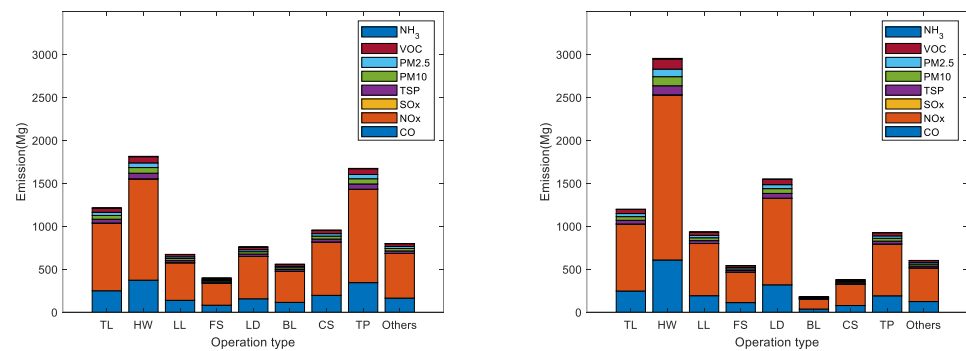 NH3
VOC
PM2.5
PM10
TSP
SOx
NOx
CO
3000
2500
2000
1500
1000
500
0
Emission(Mg)
TL HW LL FS LD BL CS TP Others
Operation type
NH3
VOC
PM2.5
PM10
TSP
SOx
NOx
CO
3000
2500
2000
1500
1000
500
0
Emission(Mg)
TL HW LL FS LD BL CS TP Others
Operation type